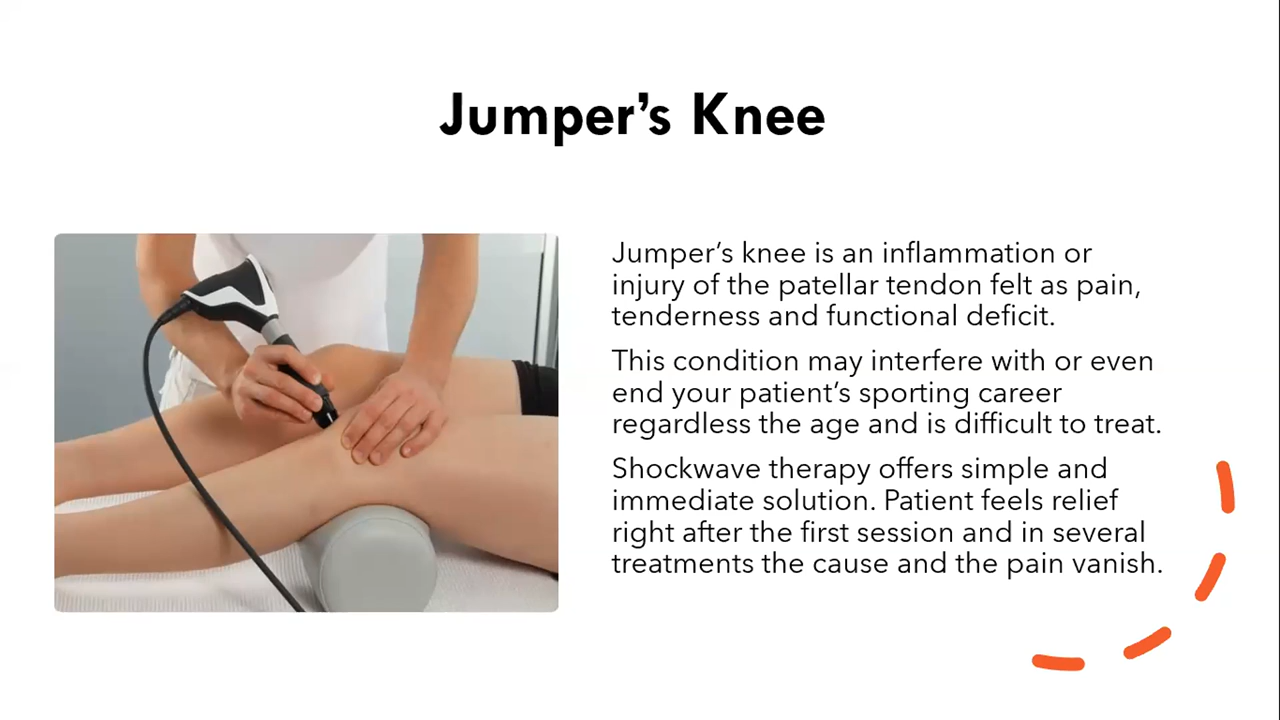 Jumper’s Knee
Jumper’s knee is an inflammation or
injury of the patellar tendon felt as pain,
tenderness and functional deficit.
This condition may interfere with or even
end your patient’s sporting career
regardless the age and is difficult to treat.
Shockwave therapy offers simple and
immediate solution. Patient feels relief
right after the first session and in several
treatments the cause and the pain vanish.